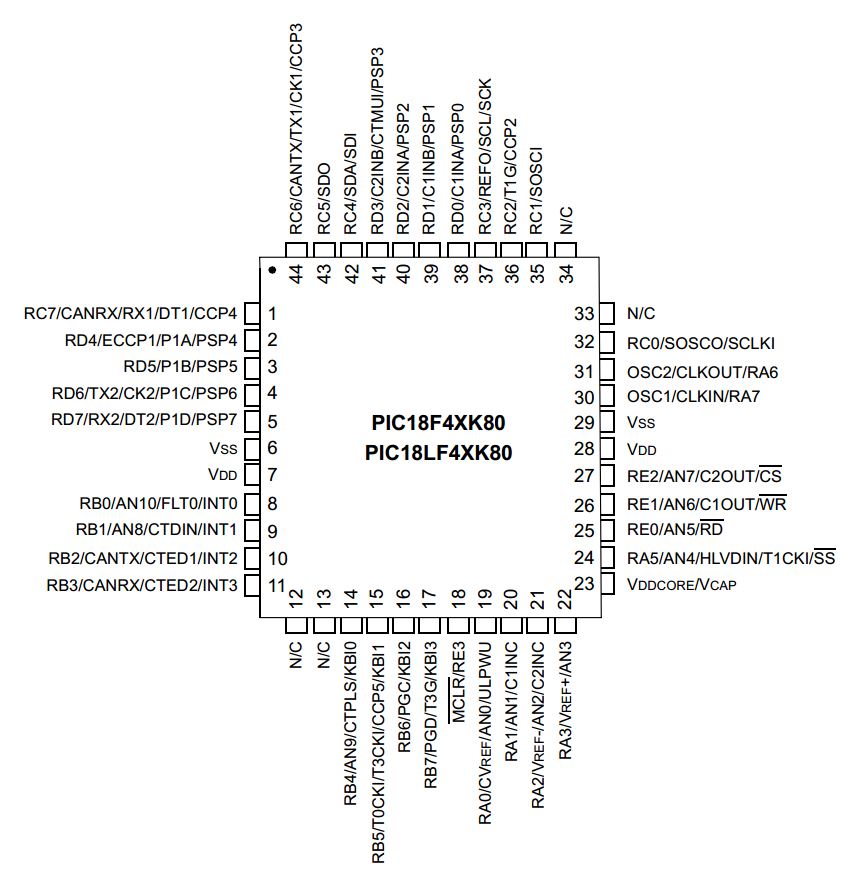 RC6/CANTX/TX1/CK1/CCP3
RC5/SDO
RC4/SDA/SDI
RD3/C2INB/CTMUI/PSP3
RD2/C2INA/PSP2
RD1/C1INB/PSP1
RD0/C1INA/PSP0
RC3/REFO/SCL/SCK
RC2/T1G/CCP2
RC1/SOSCI
N/C
44 43 42 41 40 39 38 37 36 35 34
RC7/CANRX/RX1/DT1/CCP4 1
RD4/ECCP1/P1A/PSP4 2
RD5/P1B/PSP5 3
RD6/TX2/CK2/P1C/PSP6 4
RD7/RX2/DT2/P1D/PSP7 5
VSS 6
VDD 7
RB0/AN10/FLT0/INT0 8
RB1/AN8/CTDIN/INT1 9
RB2/CANTX/CTED1/INT2 10
RB3/CANRX/CTED2/INT3 11
PIC18F4XK80
PIC18LF4XK80
33 N/C
32 RC0/SOSCO/SCLKI
31 OSC2/CLKOUT/RA6
30 OSC1/CLKIN/RA7
29 VSS
28 VDD
27 RE2/AN7/C2OUT/CS
26 RE1/AN6/C1OUT/WR
25 RE0/AN5/RD
24 RA5/AN4/HLVDIN/T1CKI/SS
23 VDDCORE/VCAP
12 13 14 15 16 17 18 19 20 21 22
N/C
N/C
RB4/AN9/CTPLS/KBI0
RB5/T0CKI/T3CKI/CCP5/KBI1
RB6/PGC/KBI2
RB7/PGD/T3G/KBI3
MCLR/RE3
RA0/CVREF/AN0/ULPWU
RA1/AN1/C1INC
RA2/VREF-/AN2/C2INC
RA3/VREF+/AN3